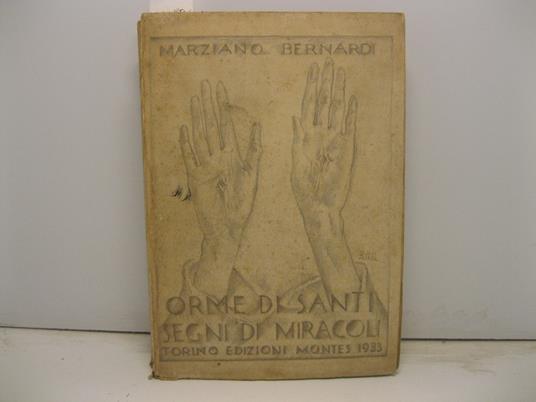 MARZIANO BERNARDI
ORME DI SANTI
SEGNI DI MIRACOLI
TORINO EDIZIONI MONTES 1933